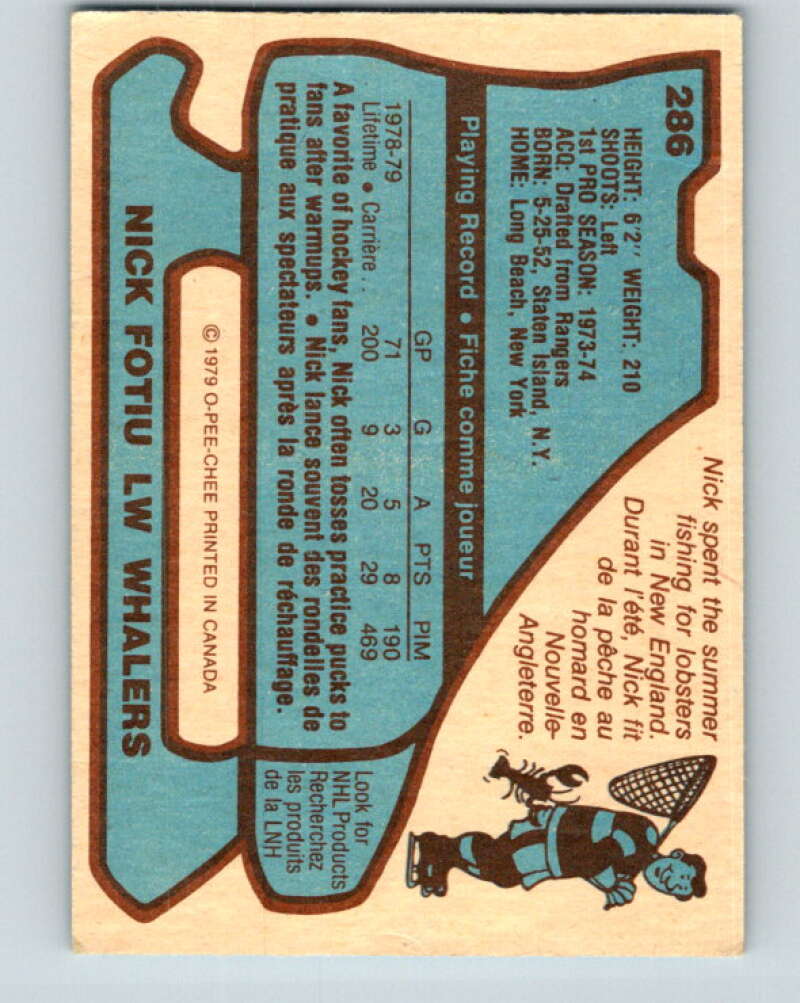 286
HEIGHT: 6'2" WEIGHT: 210
SHOOTS: Left
1st PRO SEASON: 1973-74
ACQ: Drafted from Rangers
BORN: 5-25-52, Staten Island, N.Y.
HOME: Long Beach, New York
Nick spent the summer
fishing for lobsters
in New England.
Durant l'été, Nick fit
de la pêche au
homard en
Nouvelle-
Angleterre.
Playing Record • Fiche comme joueur
GP G A PTS PIM
1978-79 71 3 5 8 190
Lifetime • Carrière . . 200 9 20 29 469
A favorite of hockey fans, Nick often tosses practice pucks to
fans after warmups. • Nick lance souvent des rondelles de
pratique aux spectateurs après la ronde de réchauffage.
Look for
NHL Products
Recherchez
les produits
de la LNH
© 1979 O-PEE-CHEE PRINTED IN CANADA
NICK FOTIU LW WHALERS